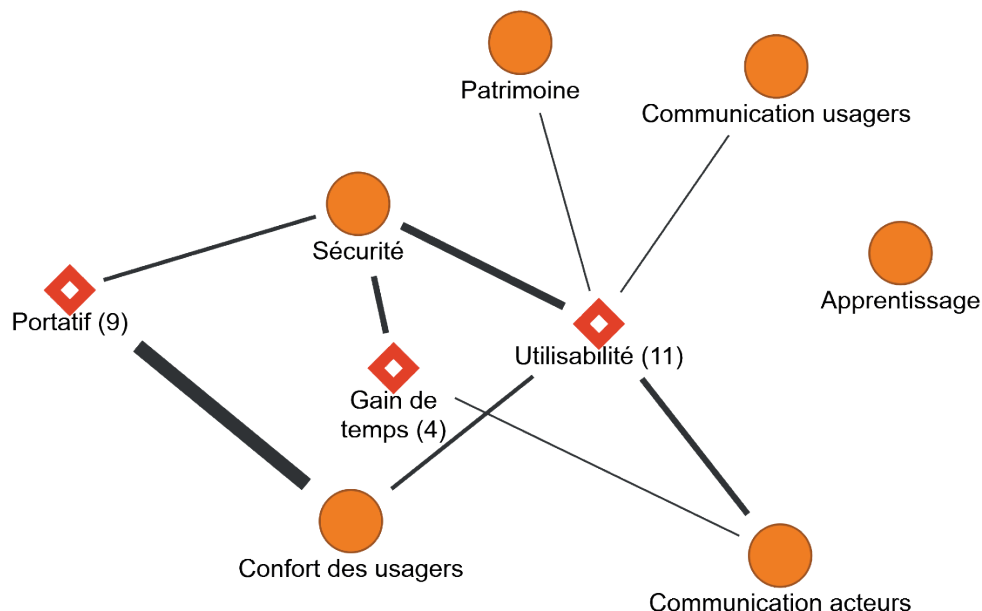 Patrimoine
Communication usagers
Sécurité
Apprentissage
Portatif (9)
Utilisabilité (11)
Gain de
temps (4)
Confort des usagers
Communication acteurs